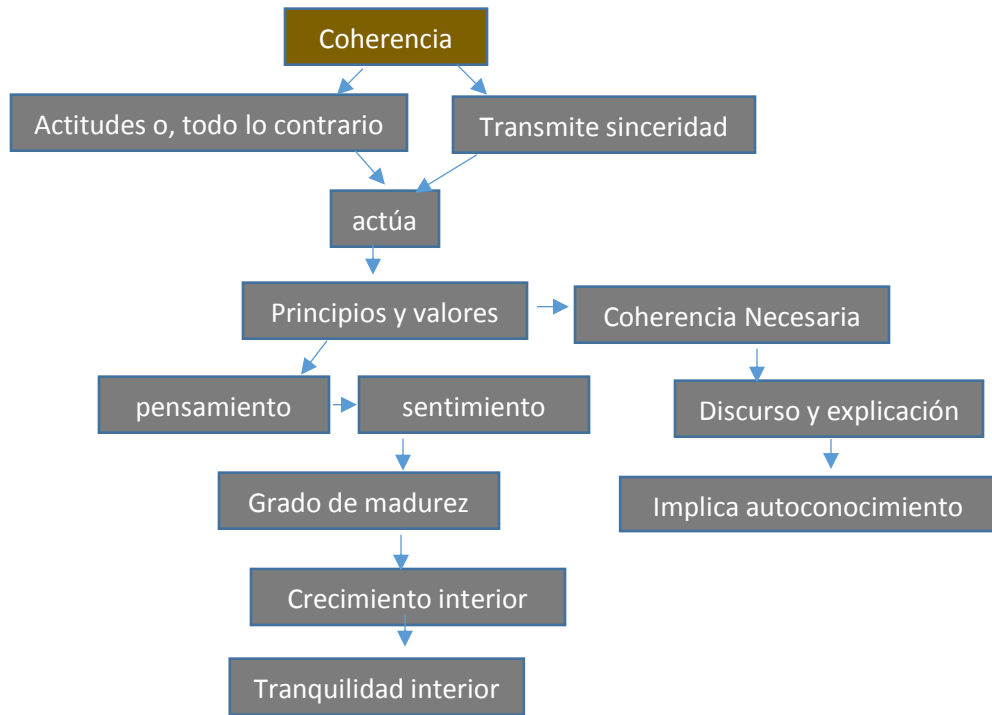 Coherencia
Actitudes o, todo lo contrario
Transmite sinceridad
actúa
Principios y valores
Coherencia Necesaria
pensamiento
sentimiento
Discurso y explicación
Grado de madurez
Implica autoconocimiento
Crecimiento interior
Tranquilidad interior